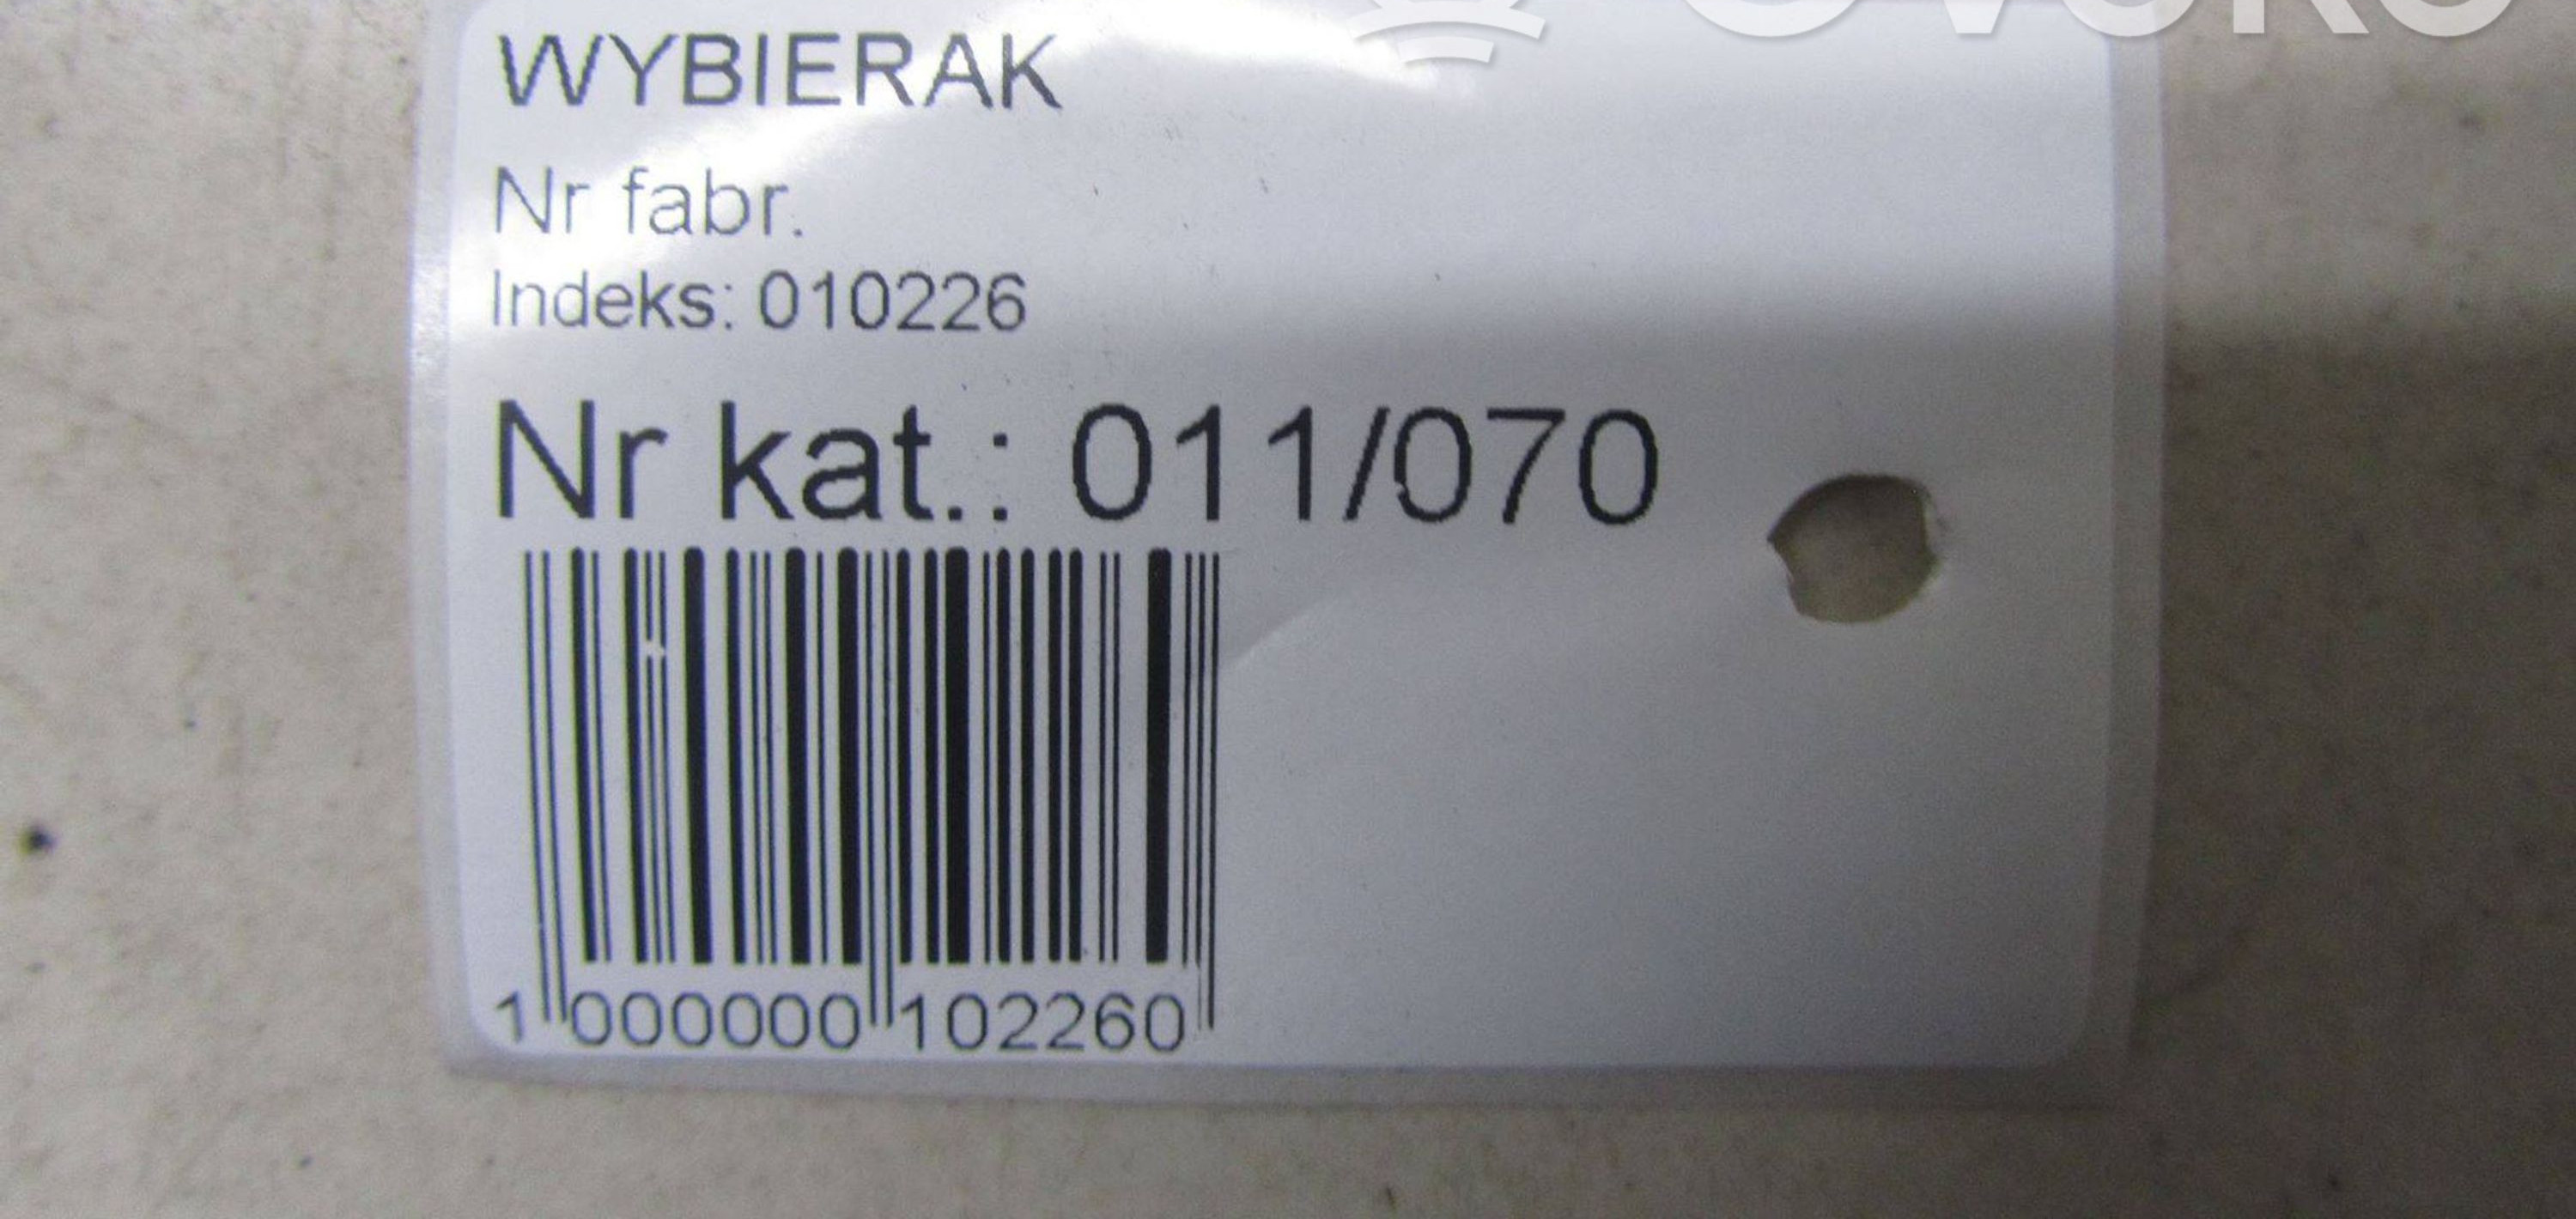 WYBIERAK
Nr fabr.
Indeks: 010226
Nr kat.: 011/070
1 000000 102260